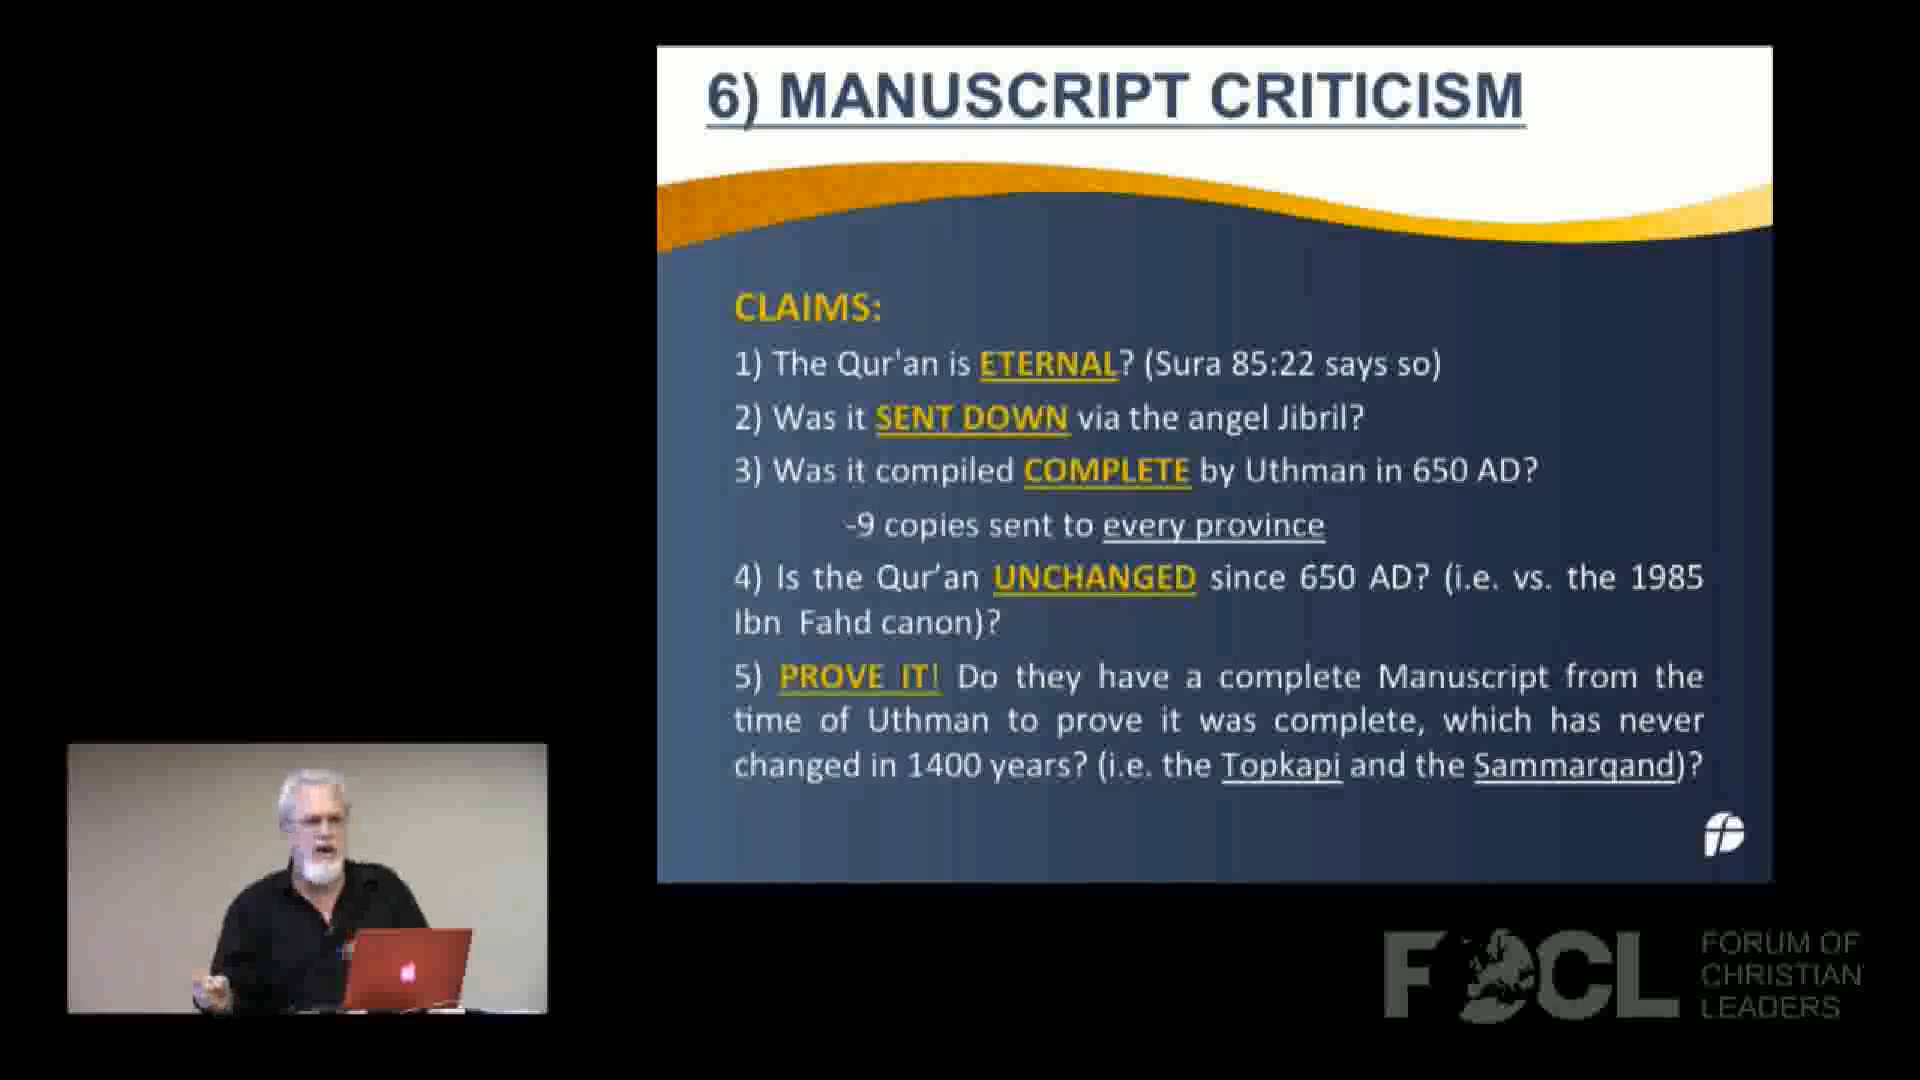 6) MANUSCRIPT CRITICISM
CLAIMS:
1) The Qur'an is ETERNAL? (Sura 85:22 says so)
2) Was it SENT DOWN via the angel Jibril?
3) Was it compiled COMPLETE by Uthman in 650 AD?
-9 copies sent to every province
4) Is the Qur’an UNCHANGED since 650 AD? (i.e. vs. the 1985
Ibn Fahd canon)?
5) PROVE IT! Do they have a complete Manuscript from the
time of Uthman to prove it was complete, which has never
changed in 1400 years? (i.e. the Topkapi and the Sammarqand)?
FOCL
FORUM OF
CHRISTIAN
LEADERS